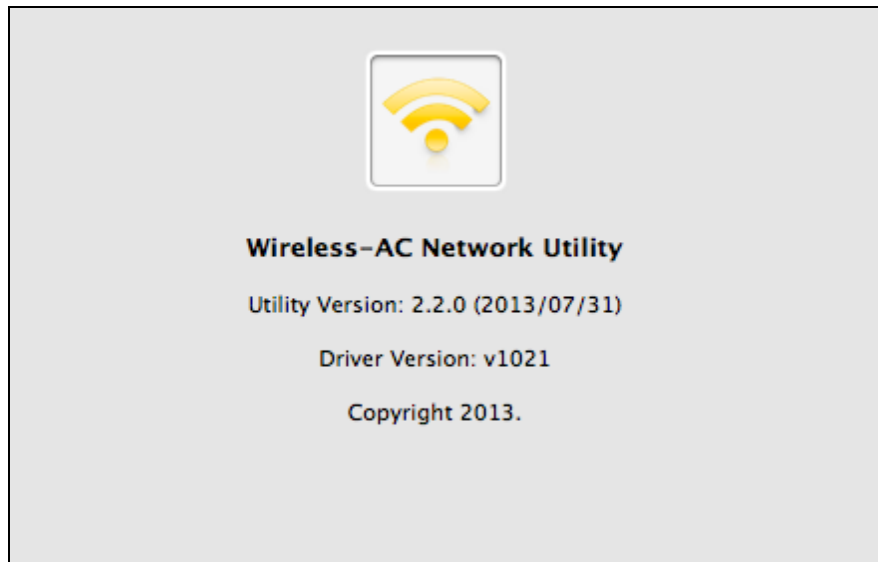 Wireless-AC Network Utility
Utility Version: 2.2.0 (2013/07/31)
Driver Version: v1021
Copyright 2013.